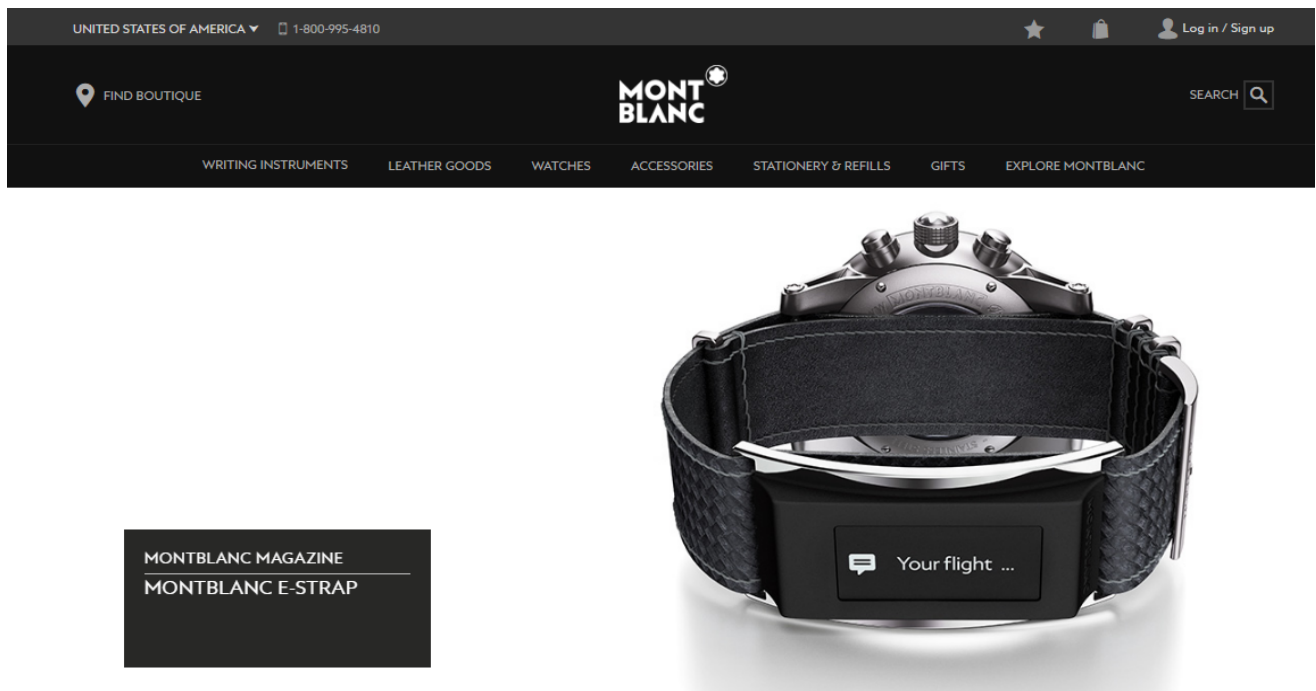 UNITED STATES OF AMERICA 1-800-995-4810 Log in / Sign up
FIND BOUTIQUE
MONT
BLANC
SEARCH
WRITING INSTRUMENTS LEATHER GOODS WATCHES ACCESSORIES STATIONERY & REFILLS GIFTS EXPLORE MONTBLANC
MONTBLANC
Your flight ...
MONTBLANC MAGAZINE
MONTBLANC E-STRAP